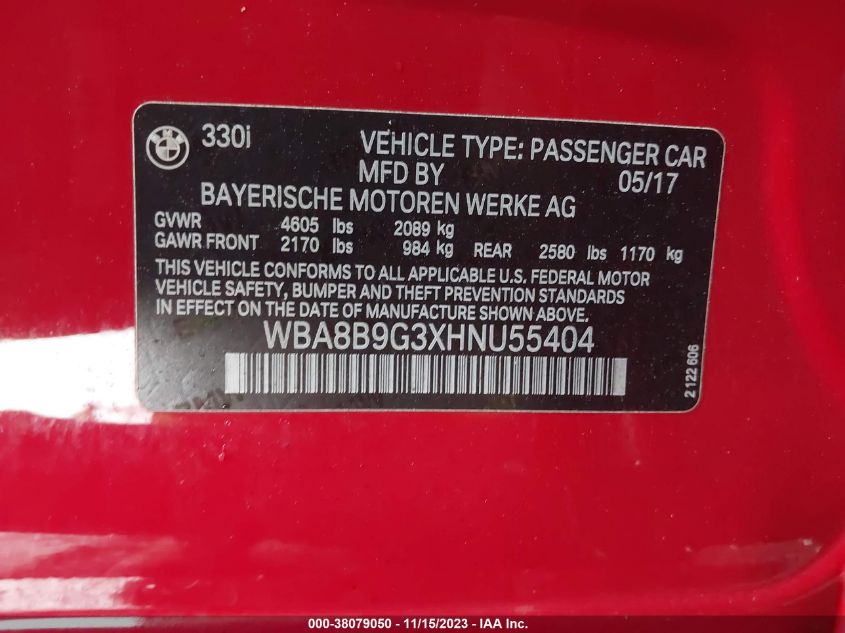 BMW
330i
VEHICLE TYPE: PASSENGER CAR
MFD BY 05/17
BAYERISCHE MOTOREN WERKE AG
GVWR 4605 lbs 2089 kg
GAWR FRONT 2170 lbs 984 kg REAR 2580 lbs 1170 kg
THIS VEHICLE CONFORMS TO ALL APPLICABLE U.S. FEDERAL MOTOR
VEHICLE SAFETY, BUMPER AND THEFT PREVENTION STANDARDS
IN EFFECT ON THE DATE OF MANUFACTURE SHOWN ABOVE.
WBA8B9G3XHNU55404
2 122 606
000-38079050 - 11/15/2023 - IAA Inc.